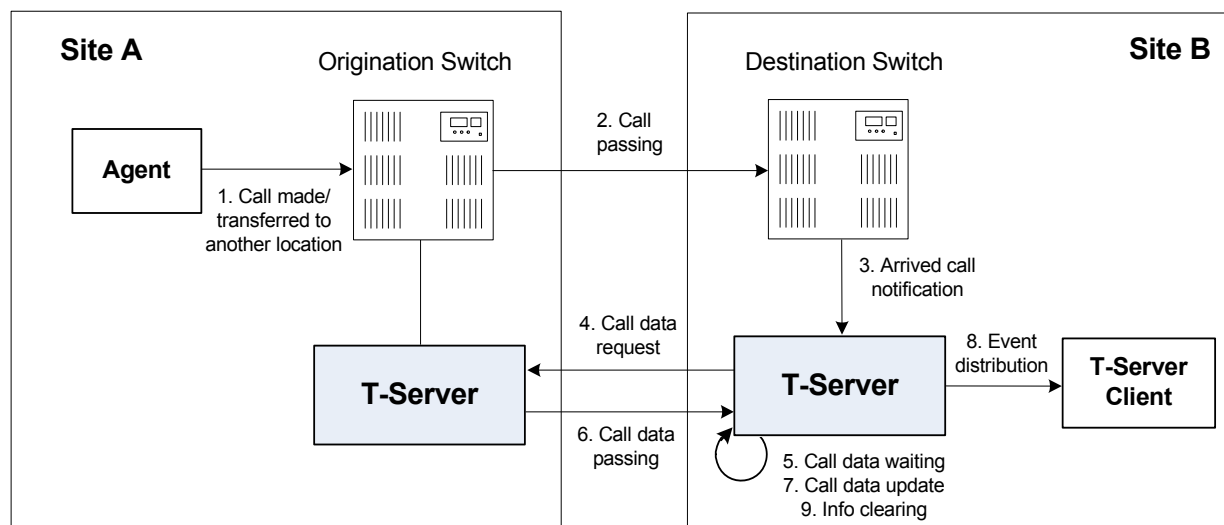 Site A
Origination Switch
Destination Switch
Site B
Agent
1. Call made/
transferred to
another location
2. Call
passing
3. Arrived call
notification
4. Call data
request
T-Server
T-Server
8. Event
distribution
T-Server
Client
6. Call data
passing
5. Call data waiting
7. Call data update
9. Info clearing